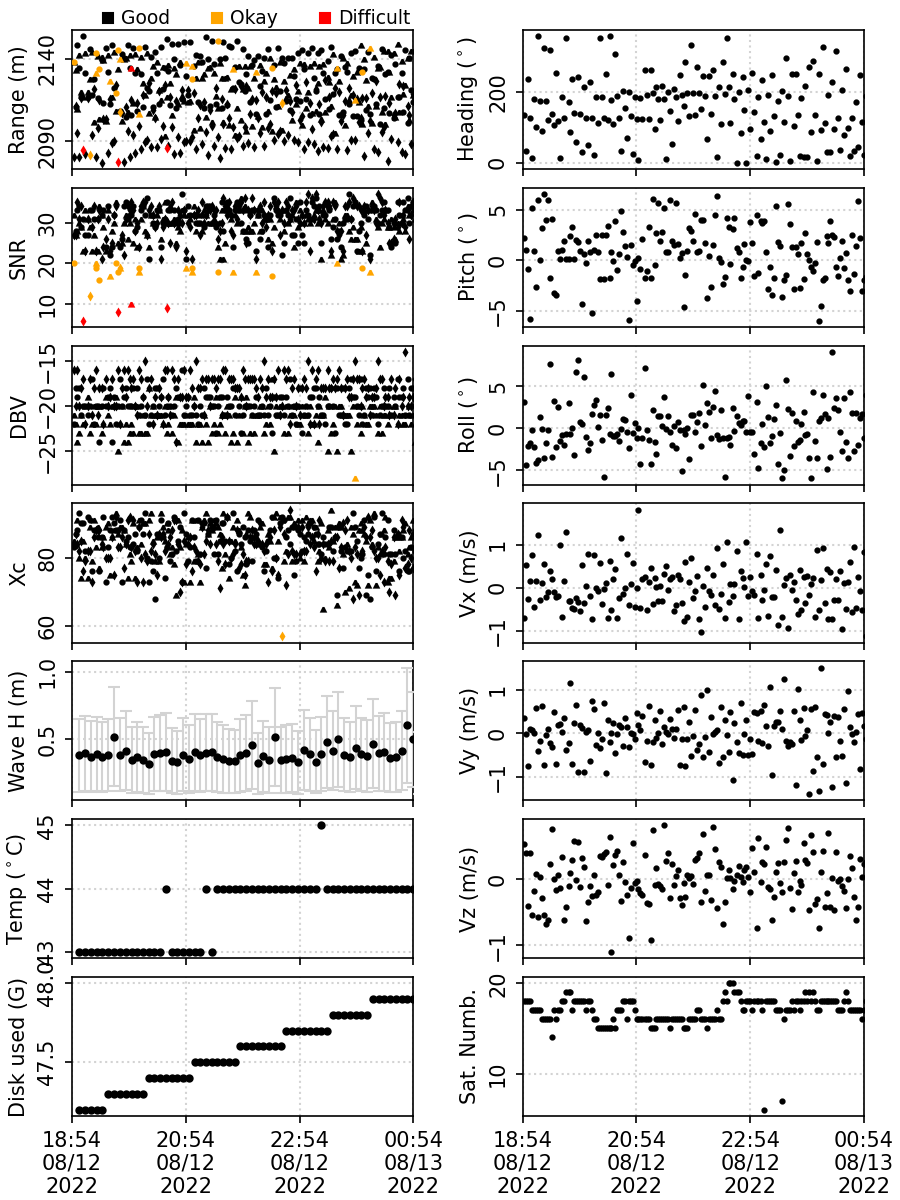 Good Okay Difficult
Range (m)
2140
2090
Heading (°)
200
0
SNR
30
20
10
Pitch (°)
5
0
−5
DBV
−15
−20
−25
Roll (°)
5
0
−5
Xc
80
60
Vx (m/s)
1
0
−1
Wave H (m)
1.0
0.5
Vy (m/s)
1
0
−1
Temp (°C)
45
44
43
Vz (m/s)
0
−1
Disk used (G)
48.0
47.5
Sat. Numb.
20
10
18:54 20:54 22:54 00:54 18:54 20:54 22:54 00:54
08/12 08/12 08/12 08/13 08/12 08/12 08/12 08/13
2022 2022 2022 2022 2022 2022 2022 2022